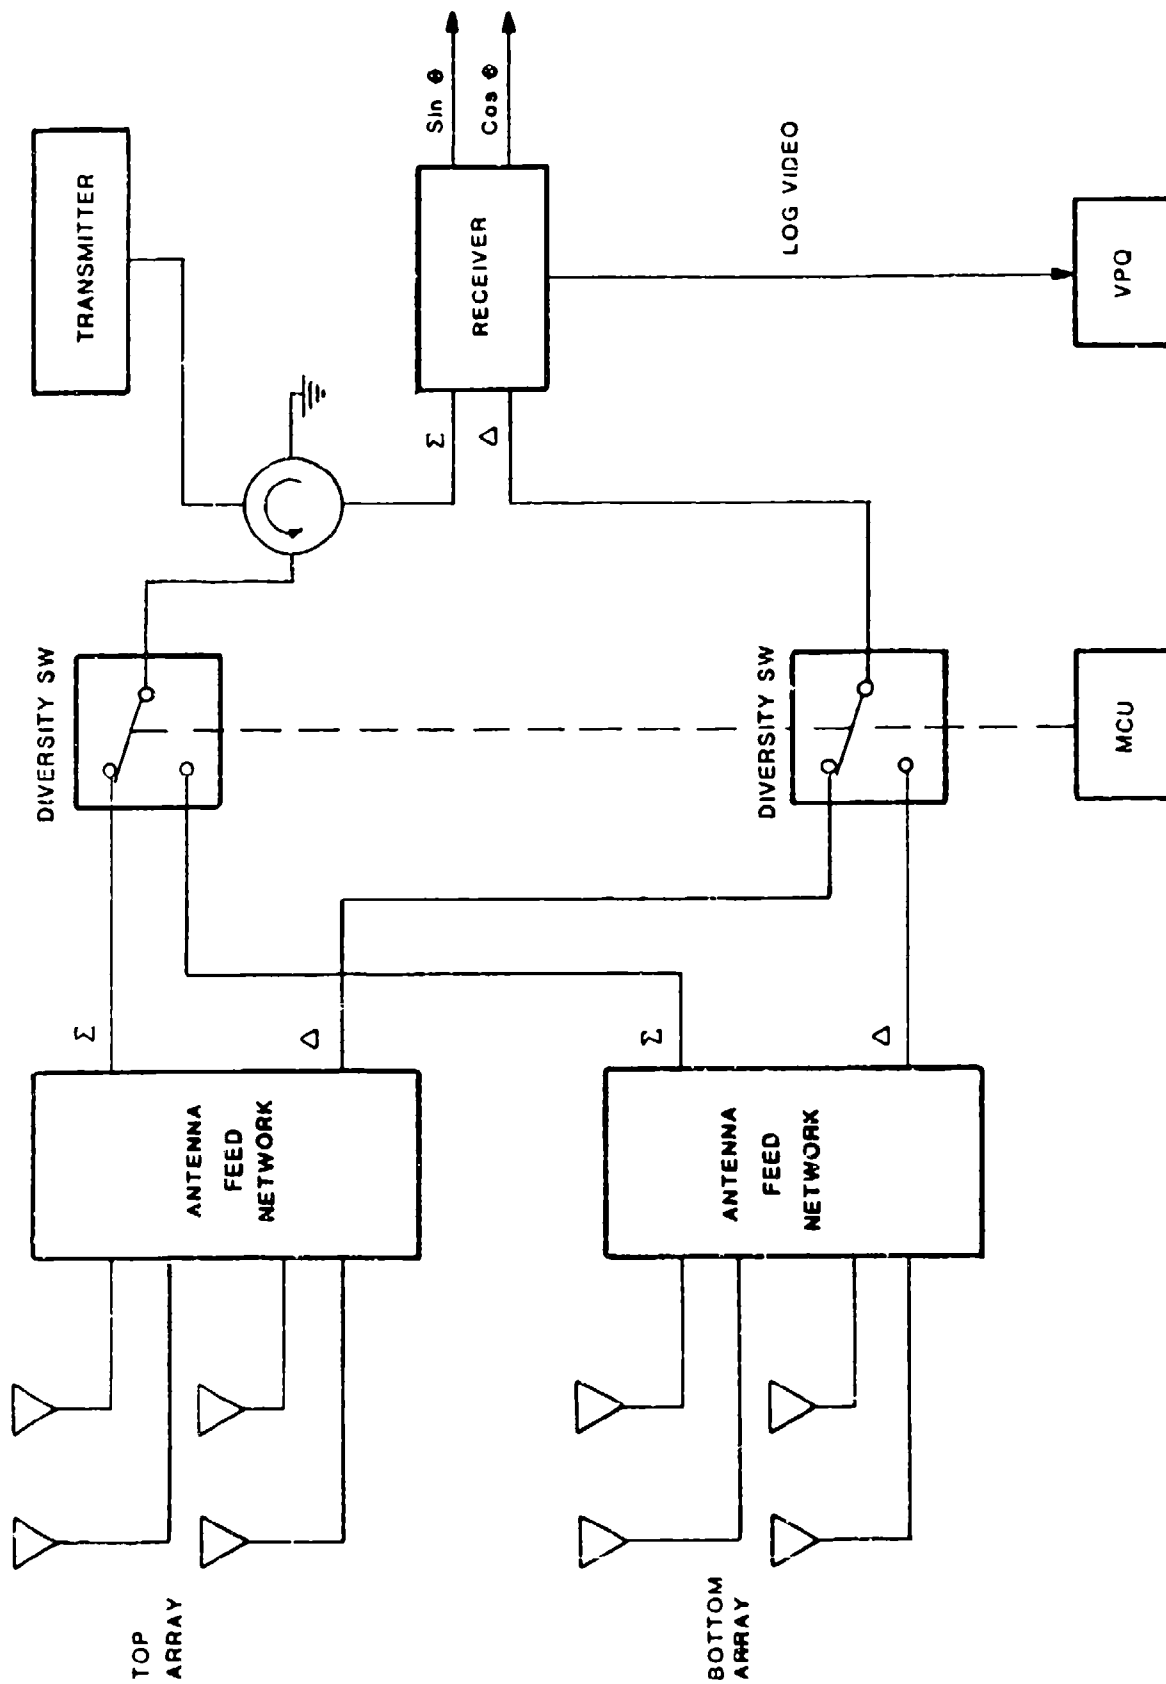 TOP
ARRAY
BOTTOM
ARRAY
ANTENNA
FEED
NETWORK
Σ
Δ
ANTENNA
FEED
NETWORK
Σ
Δ
DIVERSITY SW
DIVERSITY SW
MCU
TRANSMITTER
Σ
Δ
RECEIVER
Sin θ
Cos θ
LOG VIDEO
VPQ